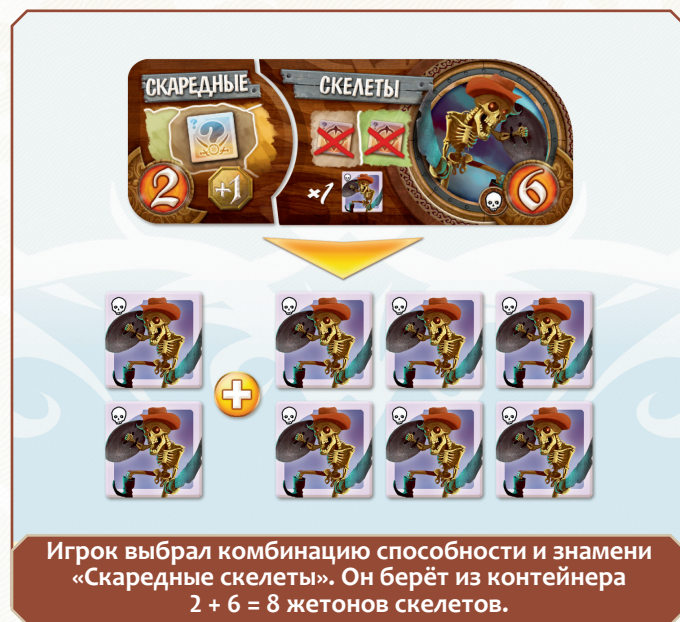 СКАРЕДНЫЕ СКЕЛЕТЫ
?
2 +1 ×1 6
Игрок выбрал комбинацию способности и знамени
«Скаредные скелеты». Он берёт из контейнера
2 + 6 = 8 жетонов скелетов.